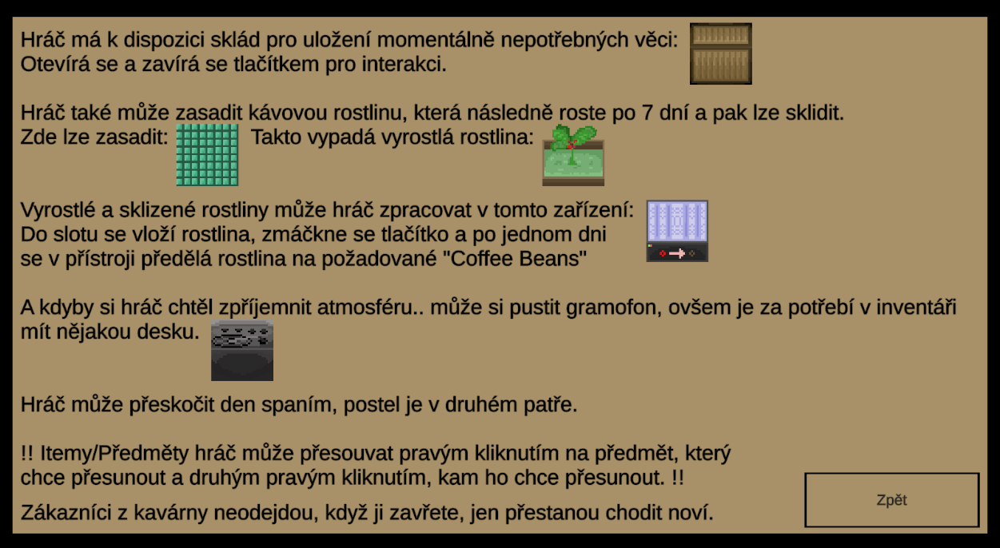 Hráč má k dispozici sklád pro uložení momentálně nepotřebných věci:
Otevírá se a zavírá se tlačítkem pro interakci.
Hráč také může zasadit kávovou rostlinu, která následně roste po 7 dní a pak lze sklidit.
Zde lze zasadit: Takto vypadá vyrostlá rostlina:
Vyrostlé a sklizené rostliny může hráč zpracovat v tomto zařízení:
Do slotu se vloží rostlina, zmáčkne se tlačítko a po jednom dni
se v přístroji předělá rostlina na požadované "Coffee Beans"
A kdyby si hráč chtěl zpříjemnit atmosféru.. může si pustit gramofon, ovšem je za potřebí v inventáři
mít nějakou desku.
Hráč může přeskočit den spaním, postel je v druhém patře.
!! Itemy/Předměty hráč může přesouvat pravým kliknutím na předmět, který
chce přesunout a druhým pravým kliknutím, kam ho chce přesunout. !!
Zákazníci z kavárny neodejdou, když ji zavřete, jen přestanou chodit noví.
Zpět